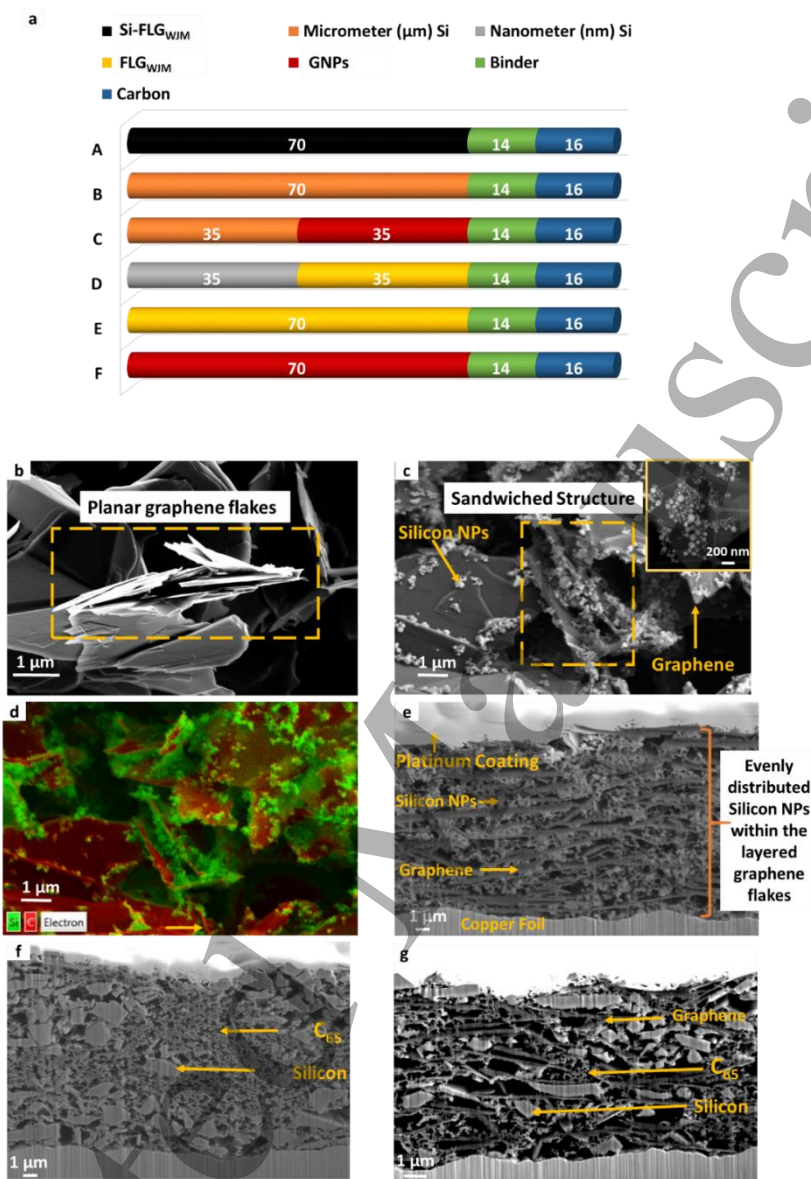 a
Si-FLGWJM
Micrometer (μm) Si
Nanometer (nm) Si
FLGWJM
GNPs
Binder
Carbon
A
70
14
16
B
70
14
16
C
35
35
14
16
D
35
35
14
16
E
70
14
16
F
70
14
16
b
Planar graphene flakes
1 μm
c
Sandwiched Structure
Silicon NPs
200 nm
Graphene
1 μm
d
1 μm
Si
C
Electron
e
Platinum Coating
Silicon NPs
Graphene
1 μm
Copper Foil
Evenly
distributed
Silicon NPs
within the
layered
graphene
flakes
f
C65
Silicon
1 μm
g
Graphene
C65
Silicon
1 μm